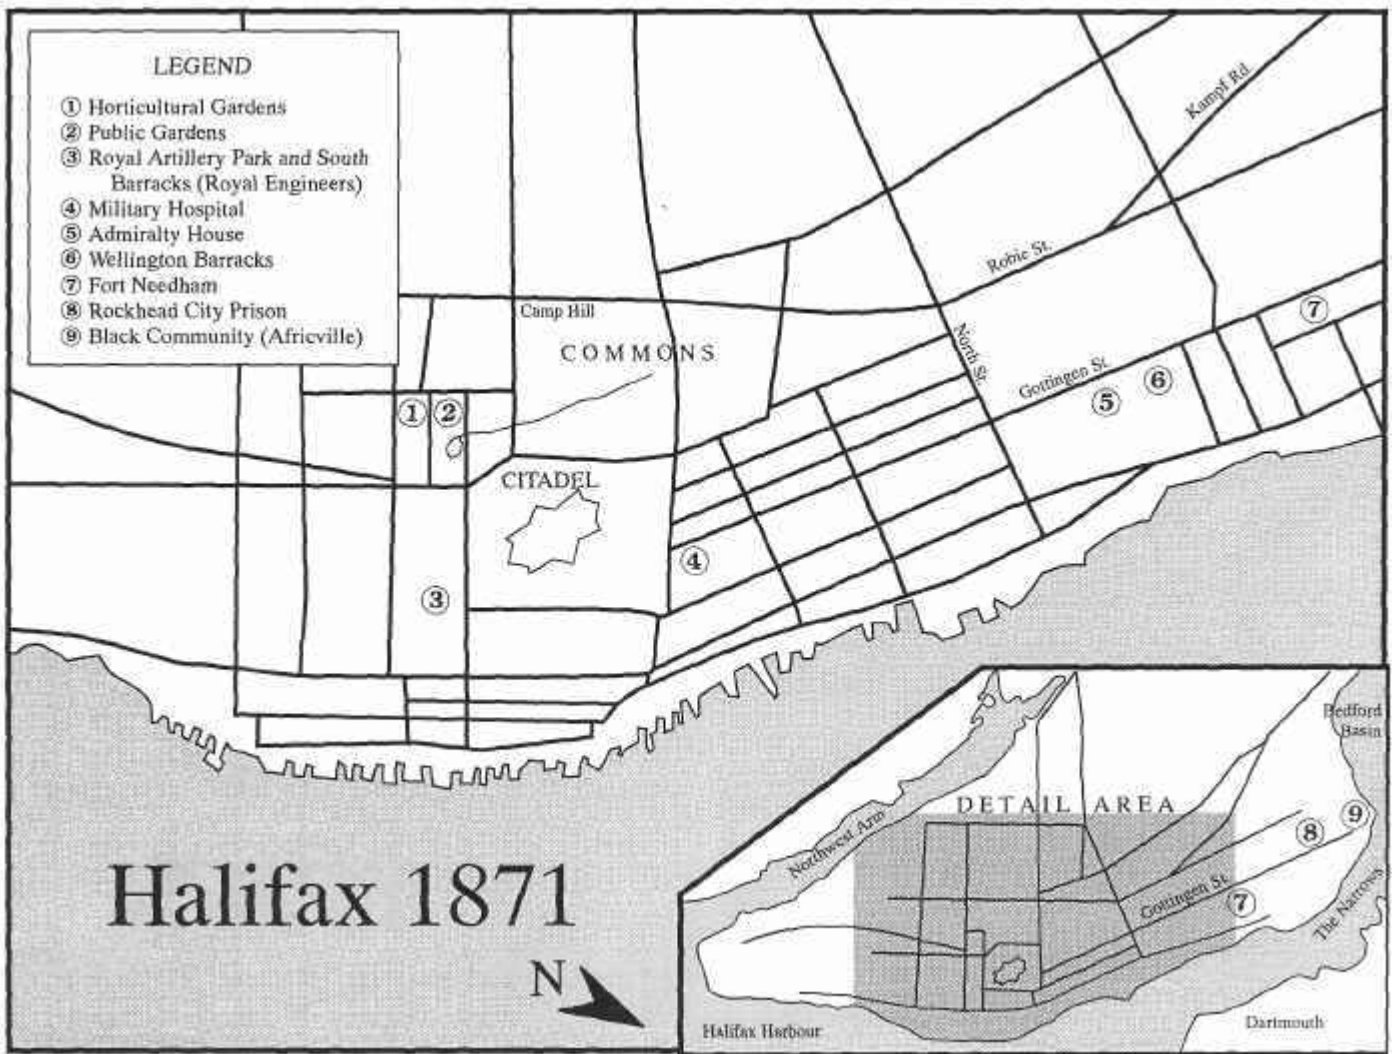 LEGEND
① Horticultural Gardens
② Public Gardens
③ Royal Artillery Park and South
Barracks (Royal Engineers)
④ Military Hospital
⑤ Admiralty House
⑥ Wellington Barracks
⑦ Fort Needham
⑧ Rockhead City Prison
⑨ Black Community (Africville)
Kampf Rd.
Robie St.
Camp Hill
COMMONS
North St.
Gottingen St.
⑦
⑥
⑤
①
②
CITADEL
④
③
Halifax 1871
N
Bedford
Basin
DETAIL AREA
Northwest Arm
⑨
⑧
Gottingen St.
⑦
The Narrows
Halifax Harbour
Dartmouth